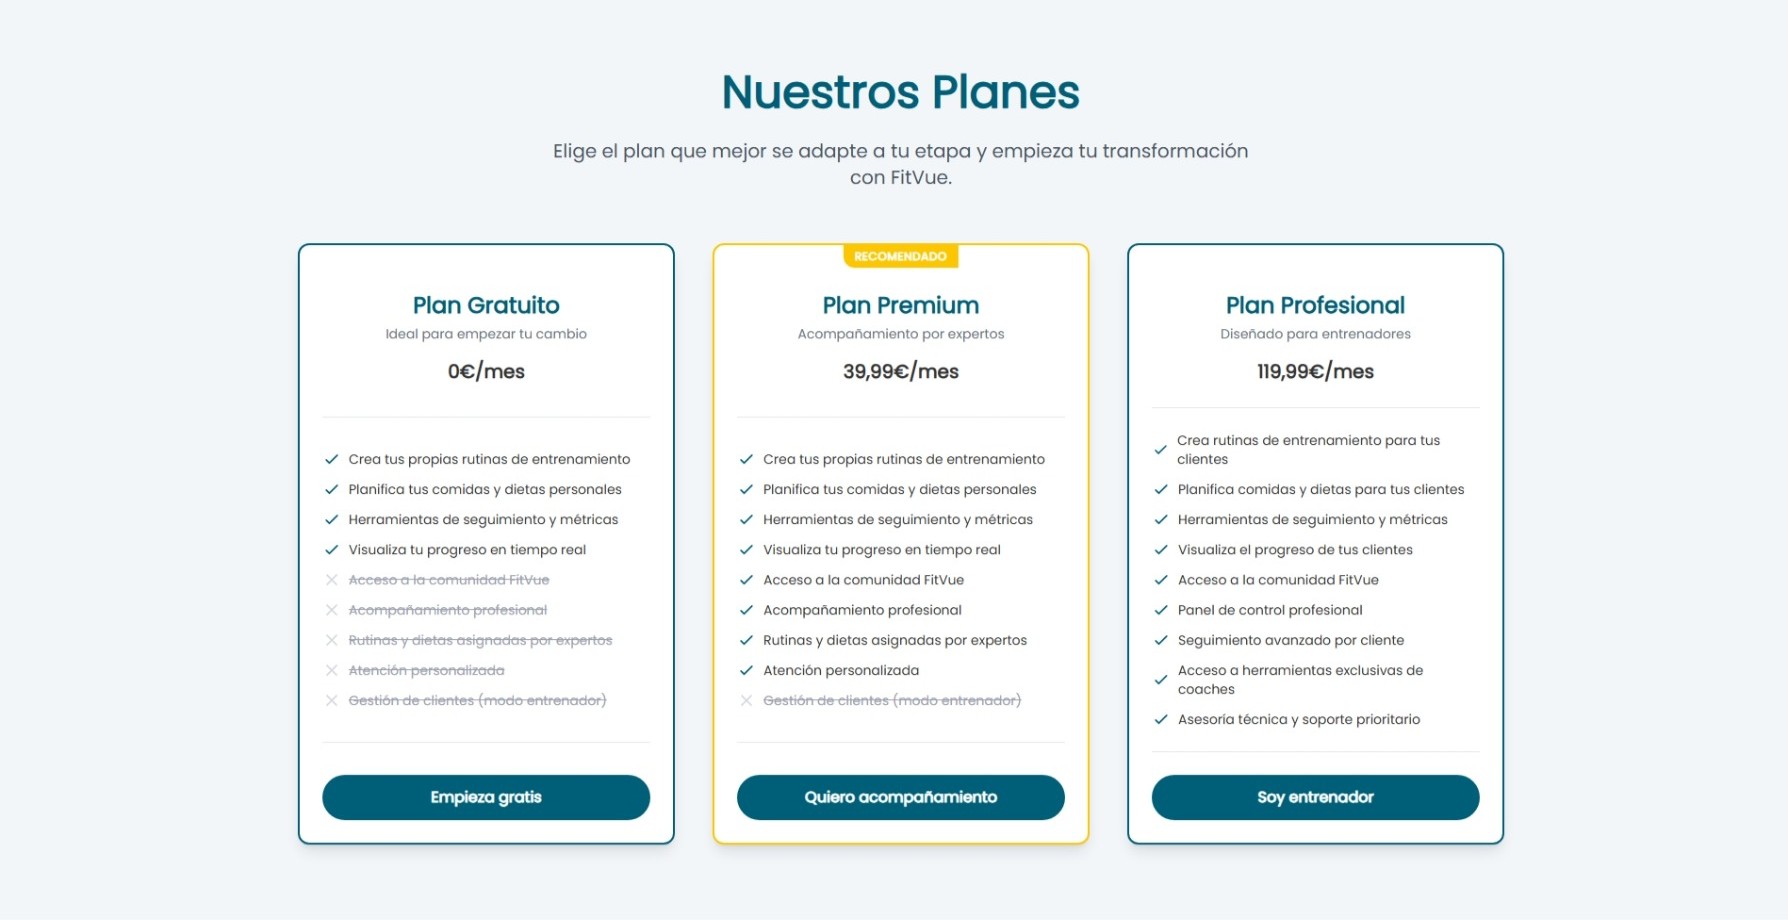 Nuestros Planes
Elige el plan que mejor se adapte a tu etapa y empieza tu transformación
con FitVue.
Plan Gratuito
Ideal para empezar tu cambio
0€/mes
Crea tus propias rutinas de entrenamiento
Planifica tus comidas y dietas personales
Herramientas de seguimiento y métricas
Visualiza tu progreso en tiempo real
Acceso a la comunidad FitVue
Acompañamiento profesional
Rutinas y dietas asignadas por expertos
Atención personalizada
Gestión de clientes (modo entrenador)
Empieza gratis
RECOMENDADO
Plan Premium
Acompañamiento por expertos
39,99€/mes
Crea tus propias rutinas de entrenamiento
Planifica tus comidas y dietas personales
Herramientas de seguimiento y métricas
Visualiza tu progreso en tiempo real
Acceso a la comunidad FitVue
Acompañamiento profesional
Rutinas y dietas asignadas por expertos
Atención personalizada
Gestión de clientes (modo entrenador)
Quiero acompañamiento
Plan Profesional
Diseñado para entrenadores
119,99€/mes
Crea rutinas de entrenamiento para tus
clientes
Planifica comidas y dietas para tus clientes
Herramientas de seguimiento y métricas
Visualiza el progreso de tus clientes
Acceso a la comunidad FitVue
Panel de control profesional
Seguimiento avanzado por cliente
Acceso a herramientas exclusivas de
coaches
Asesoría técnica y soporte prioritario
Soy entrenador